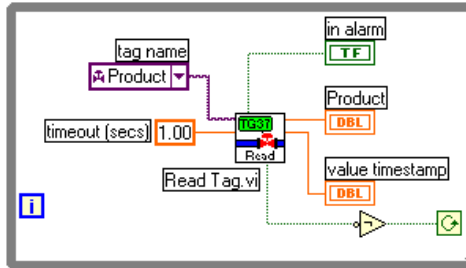 in alarm
TF
tag name
Product
Product
DBL
timeout (secs)
1.00
TG37
Read
Read Tag.vi
value timestamp
DBL
i